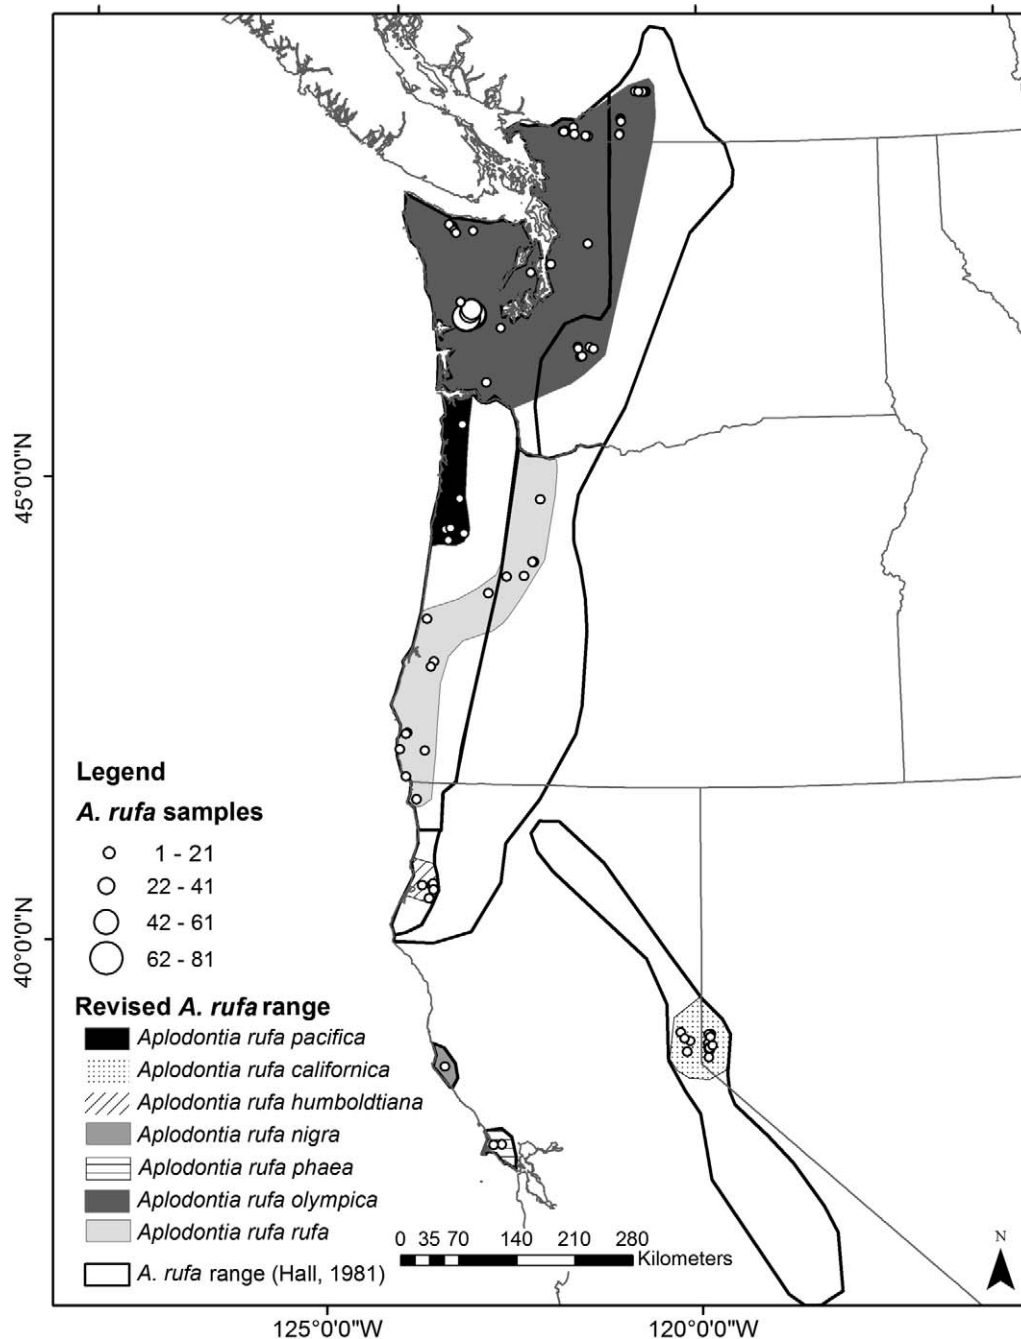 45°0'0"N
40°0'0"N
Legend
A. rufa samples
1 - 21
22 - 41
42 - 61
62 - 81
Revised A. rufa range
Aplodontia rufa pacifica
Aplodontia rufa californica
Aplodontia rufa humboldtiana
Aplodontia rufa nigra
Aplodontia rufa phaea
Aplodontia rufa olympica
Aplodontia rufa rufa
A. rufa range (Hall, 1981)
0 35 70 140 210 280
Kilometers
N
125°0'0"W 120°0'0"W